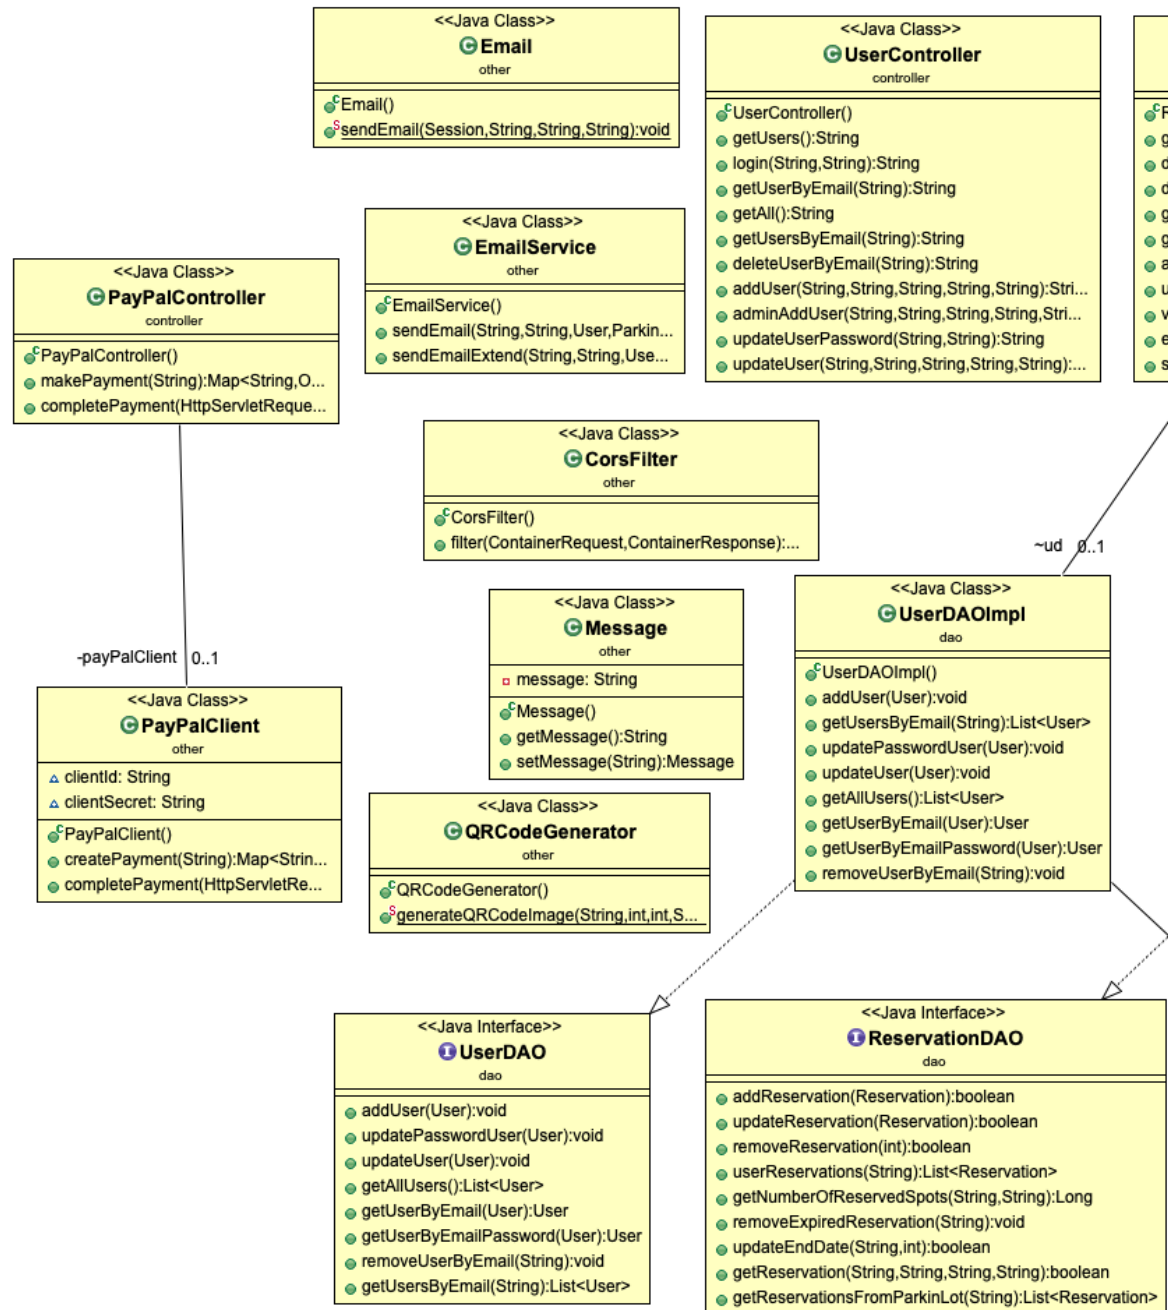 <<Java Class>>
Email
other
Email()
sendEmail(Session,String,String,String):void
<<Java Class>>
UserController
controller
UserController()
getUsers():String
login(String,String):String
getUserByEmail(String):String
getAll():String
getUsersByEmail(String):String
deleteUserByEmail(String):String
addUser(String,String,String,String,String):Stri...
adminAddUser(String,String,String,String,Stri...
updateUserPassword(String,String):String
updateUser(String,String,String,String,String):...
<<Java Class>>
EmailService
other
EmailService()
sendEmail(String,String,User,Parkin...
sendEmailExtend(String,String,Use...
<<Java Class>>
PayPalController
controller
PayPalController()
makePayment(String):Map<String,O...
completePayment(HttpServletReque...
<<Java Class>>
CorsFilter
other
CorsFilter()
filter(ContainerRequest,ContainerResponse):...
~ud 0..1
<<Java Class>>
Message
other
message: String
Message()
getMessage():String
setMessage(String):Message
<<Java Class>>
UserDAOImpl
dao
UserDAOImpl()
addUser(User):void
getUsersByEmail(String):List<User>
updatePasswordUser(User):void
updateUser(User):void
getAllUsers():List<User>
getUserByEmail(User):User
getUserByEmailPassword(User):User
removeUserByEmail(String):void
-payPalClient 0..1
<<Java Class>>
PayPalClient
other
clientId: String
clientSecret: String
PayPalClient()
createPayment(String):Map<Strin...
completePayment(HttpServletRe...
<<Java Class>>
QRCodeGenerator
other
QRCodeGenerator()
generateQRCodeImage(String,int,int,S...
<<Java Interface>>
UserDAO
dao
addUser(User):void
updatePasswordUser(User):void
updateUser(User):void
getAllUsers():List<User>
getUserByEmail(User):User
getUserByEmailPassword(User):User
removeUserByEmail(String):void
getUsersByEmail(String):List<User>
<<Java Interface>>
ReservationDAO
dao
addReservation(Reservation):boolean
updateReservation(Reservation):boolean
removeReservation(int):boolean
userReservations(String):List<Reservation>
getNumberOfReservedSpots(String,String):Long
removeExpiredReservation(String):void
updateEndDate(String,int):boolean
getReservation(String,String,String,String):boolean
getReservationsFromParkinLot(String):List<Reservation>